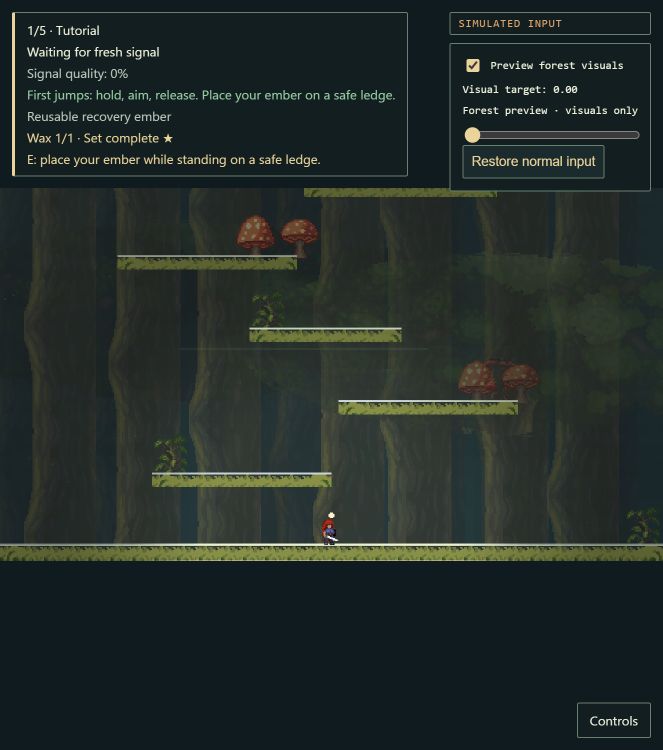 1/5 · Tutorial
Waiting for fresh signal
Signal quality: 0%
First jumps: hold, aim, release. Place your ember on a safe ledge.
Reusable recovery ember
Wax 1/1 · Set complete ★
E: place your ember while standing on a safe ledge.
SIMULATED INPUT
Preview forest visuals
Visual target: 0.00
Forest preview · visuals only
Restore normal input
Controls